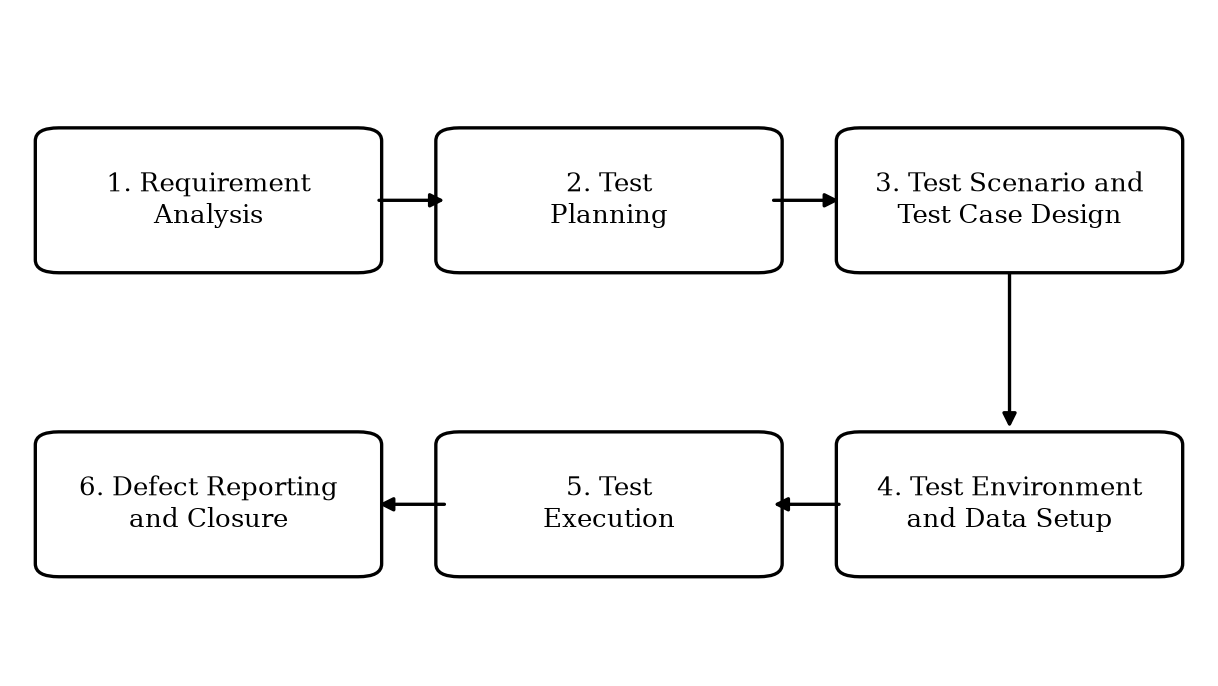 1. Requirement
Analysis
2. Test
Planning
3. Test Scenario and
Test Case Design
4. Test Environment
and Data Setup
5. Test
Execution
6. Defect Reporting
and Closure